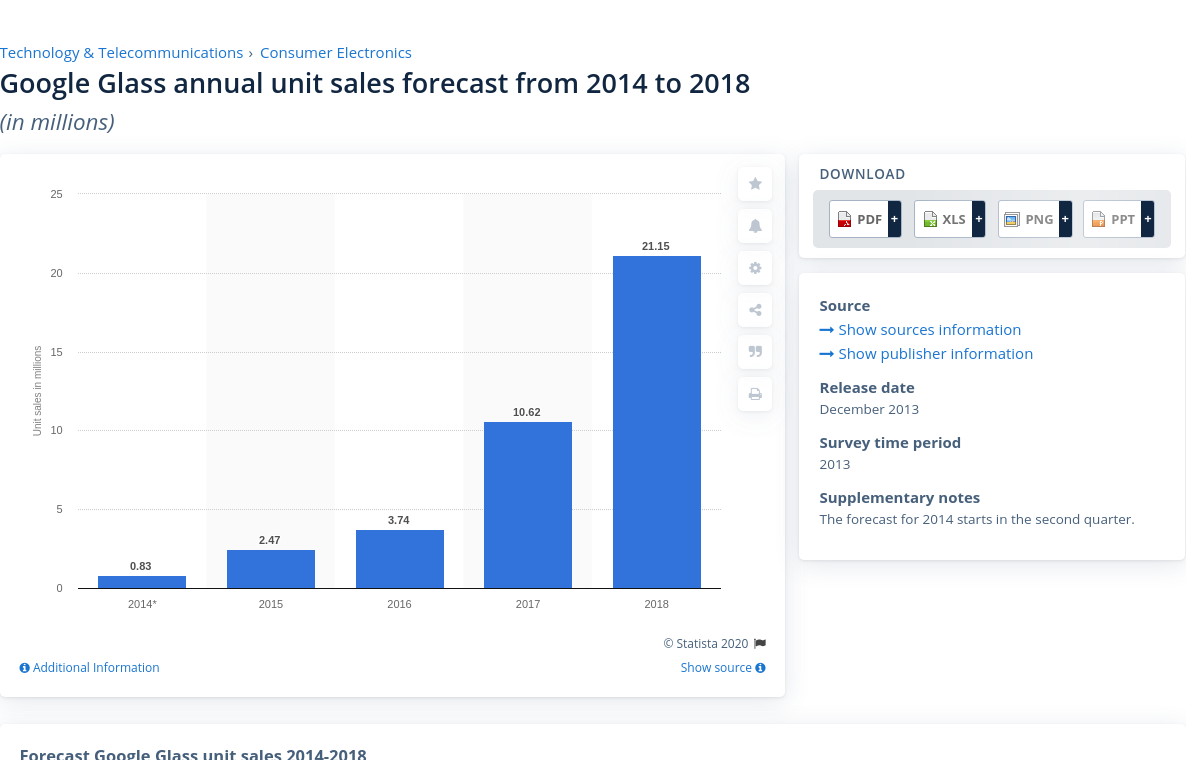 Technology & Telecommunications › Consumer Electronics
Google Glass annual unit sales forecast from 2014 to 2018
(in millions)
25
20
15
10
5
0
Unit sales in millions
0.83
2.47
3.74
10.62
21.15
2014*
2015
2016
2017
2018
© Statista 2020
Additional Information
Show source
DOWNLOAD
PDF +
XLS +
PNG +
PPT +
Source
Show sources information
Show publisher information
Release date
December 2013
Survey time period
2013
Supplementary notes
The forecast for 2014 starts in the second quarter.
Forecast Google Glass unit sales 2014-2018